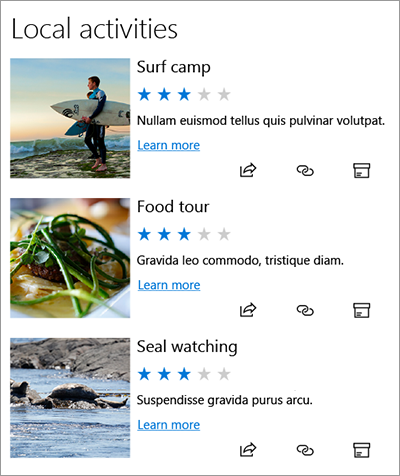 Local activities
Surf camp
Nullam euismod tellus quis pulvinar volutpat.
Learn more
Food tour
Gravida leo commodo, tristique diam.
Learn more
Seal watching
Suspendisse gravida purus arcu.
Learn more